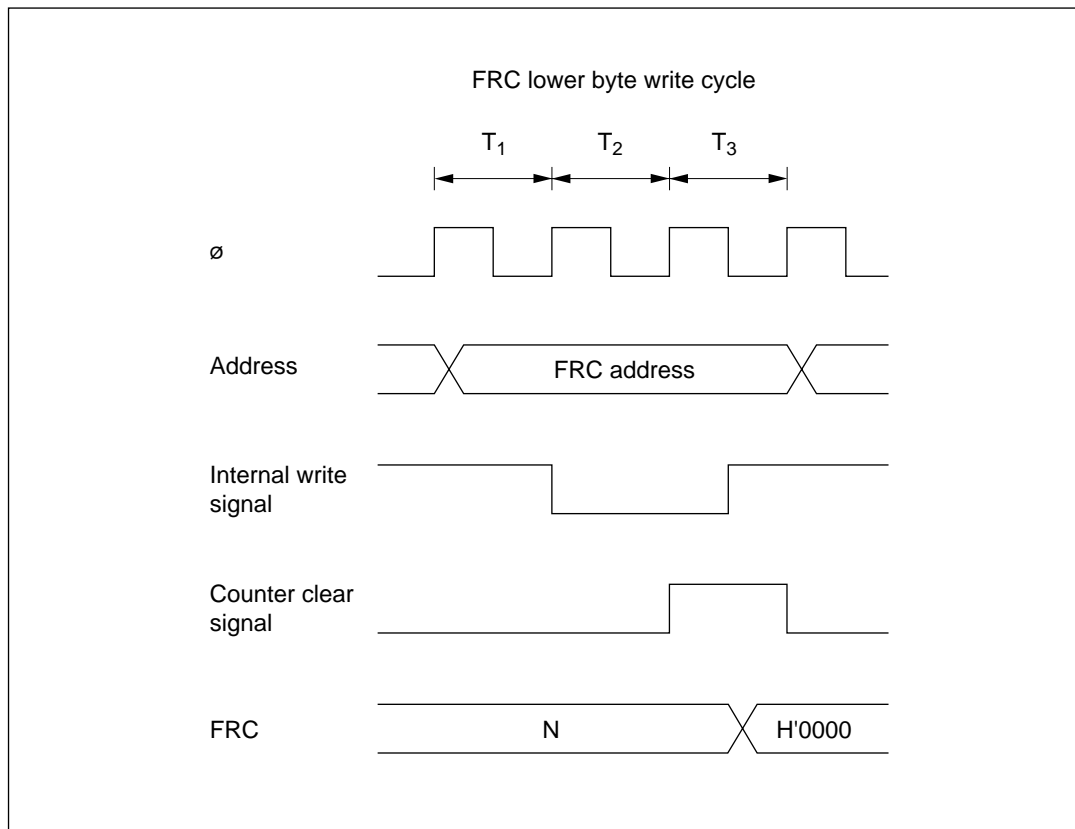 FRC lower byte write cycle
T₁ T₂ T₃
ø
Address
FRC address
Internal write
signal
Counter clear
signal
FRC
N
H'0000